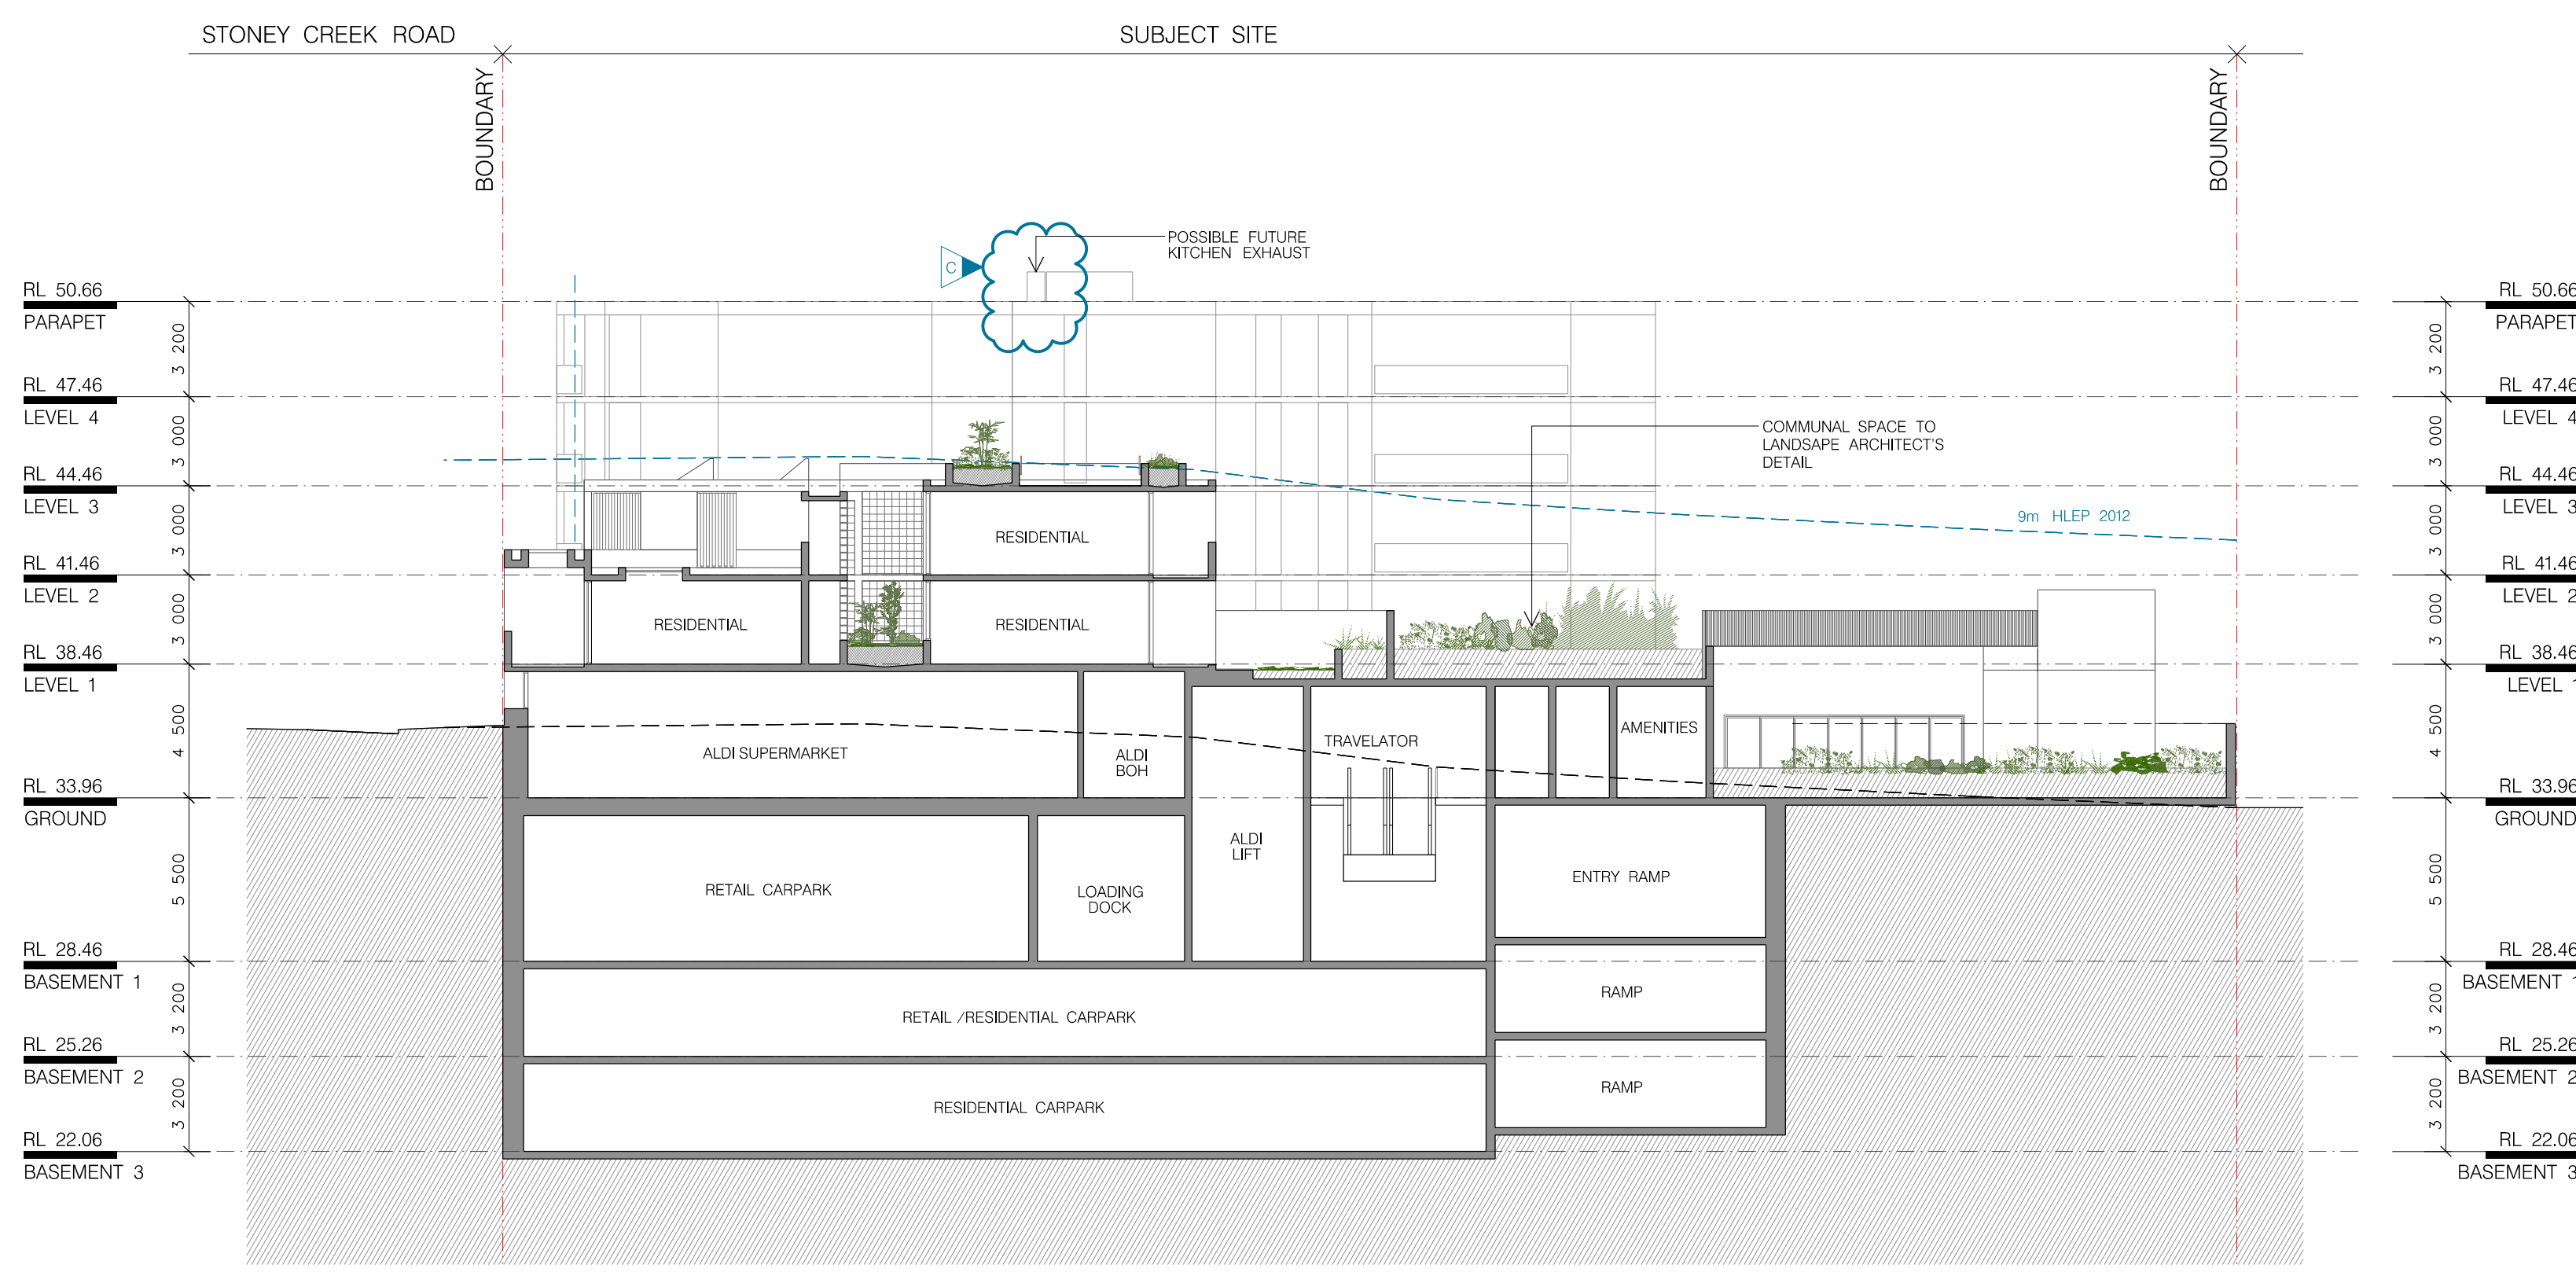 STONEY CREEK ROAD
SUBJECT SITE
BOUNDARY
BOUNDARY
POSSIBLE FUTURE
KITCHEN EXHAUST
C
RL 50.66
PARAPET
3 200
RL 47.46
LEVEL 4
3 000
RL 44.46
LEVEL 3
3 000
RL 41.46
LEVEL 2
3 000
RL 38.46
LEVEL 1
4 500
RL 33.96
GROUND
5 500
RL 28.46
BASEMENT 1
3 200
RL 25.26
BASEMENT 2
3 200
RL 22.06
BASEMENT 3
COMMUNAL SPACE TO
LANDSAPE ARCHITECT'S
DETAIL
9m HLEP 2012
RESIDENTIAL
RESIDENTIAL
RESIDENTIAL
ALDI SUPERMARKET
ALDI
BOH
TRAVELATOR
AMENITIES
RETAIL CARPARK
LOADING
DOCK
ALDI
LIFT
ENTRY RAMP
RAMP
RETAIL /RESIDENTIAL CARPARK
RAMP
RESIDENTIAL CARPARK
RL 50.66
PARAPET
3 200
RL 47.46
LEVEL 4
3 000
RL 44.46
LEVEL 3
3 000
RL 41.46
LEVEL 2
3 000
RL 38.46
LEVEL 1
4 500
RL 33.96
GROUND
5 500
RL 28.46
BASEMENT 1
3 200
RL 25.26
BASEMENT 2
3 200
RL 22.06
BASEMENT 3